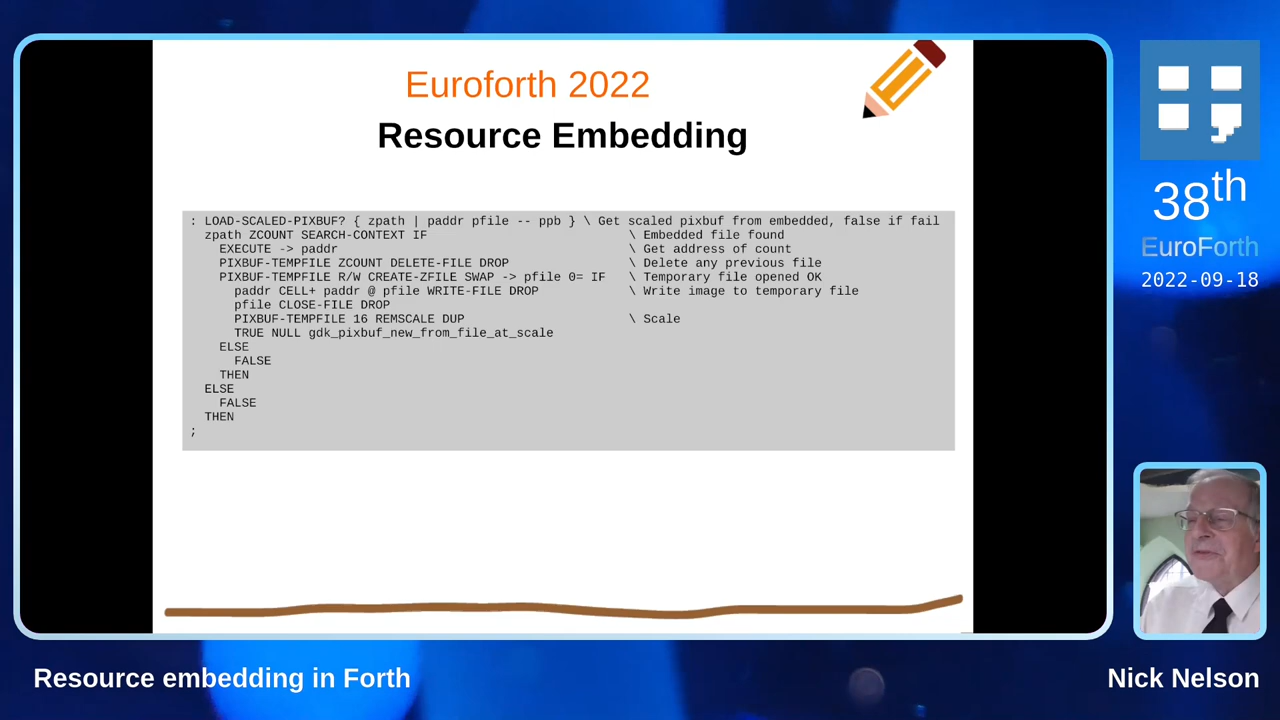 Euroforth 2022
Resource Embedding
: LOAD-SCALED-PIXBUF? { zpath | paddr pfile -- ppb } \ Get scaled pixbuf from embedded, false if fail
  zpath ZCOUNT SEARCH-CONTEXT IF                           \ Embedded file found
    EXECUTE -> paddr                                       \ Get address of count
    PIXBUF-TEMPFILE ZCOUNT DELETE-FILE DROP                \ Delete any previous file
    PIXBUF-TEMPFILE R/W CREATE-ZFILE SWAP -> pfile 0= IF   \ Temporary file opened OK
      paddr CELL+ paddr @ pfile WRITE-FILE DROP            \ Write image to temporary file
      pfile CLOSE-FILE DROP
      PIXBUF-TEMPFILE 16 REMSCALE DUP                      \ Scale
      TRUE NULL gdk_pixbuf_new_from_file_at_scale
    ELSE
      FALSE
    THEN
  ELSE
    FALSE
  THEN
;
38th
EuroForth
2022-09-18
Resource embedding in Forth
Nick Nelson